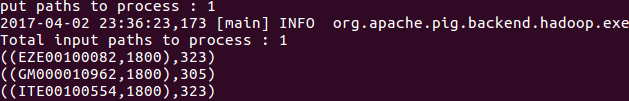 put paths to process : 1
2017-04-02 23:36:23,173 [main] INFO  org.apache.pig.backend.hadoop.exe
Total input paths to process : 1
((EZE00100082,1800),323)
((GM000010962,1800),305)
((ITE00100554,1800),323)